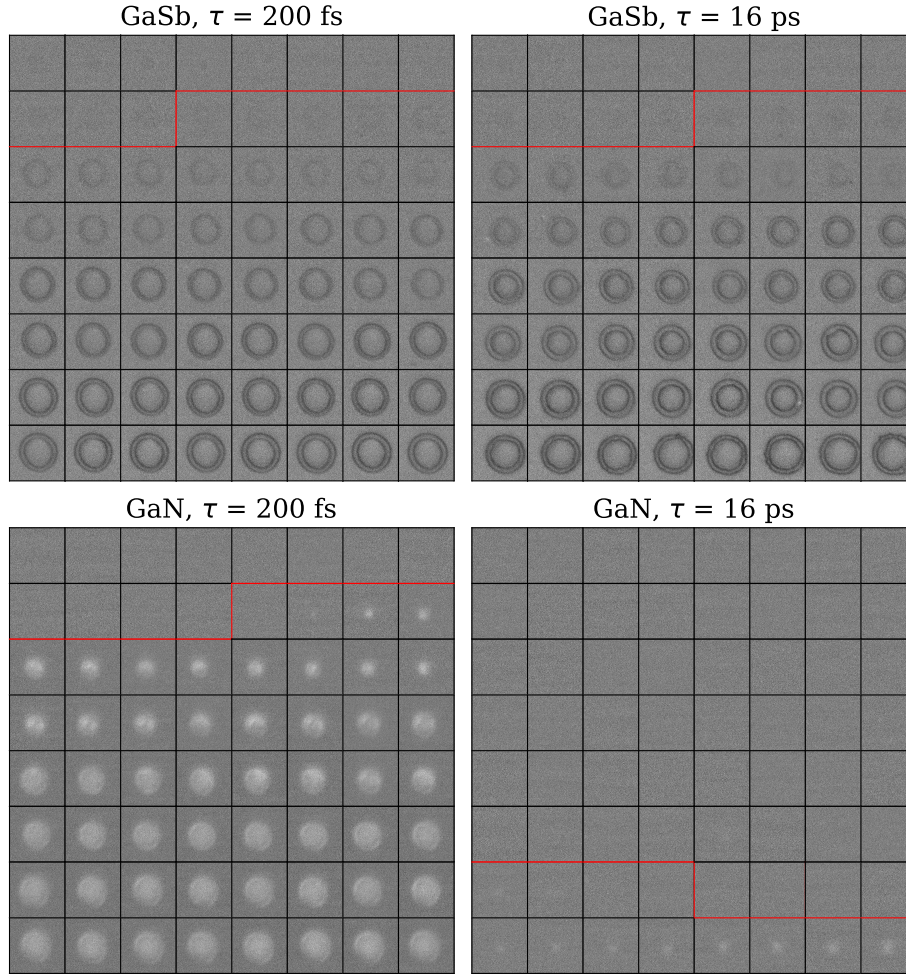 GaSb, τ = 200 fs
GaSb, τ = 16 ps
GaN, τ = 200 fs
GaN, τ = 16 ps